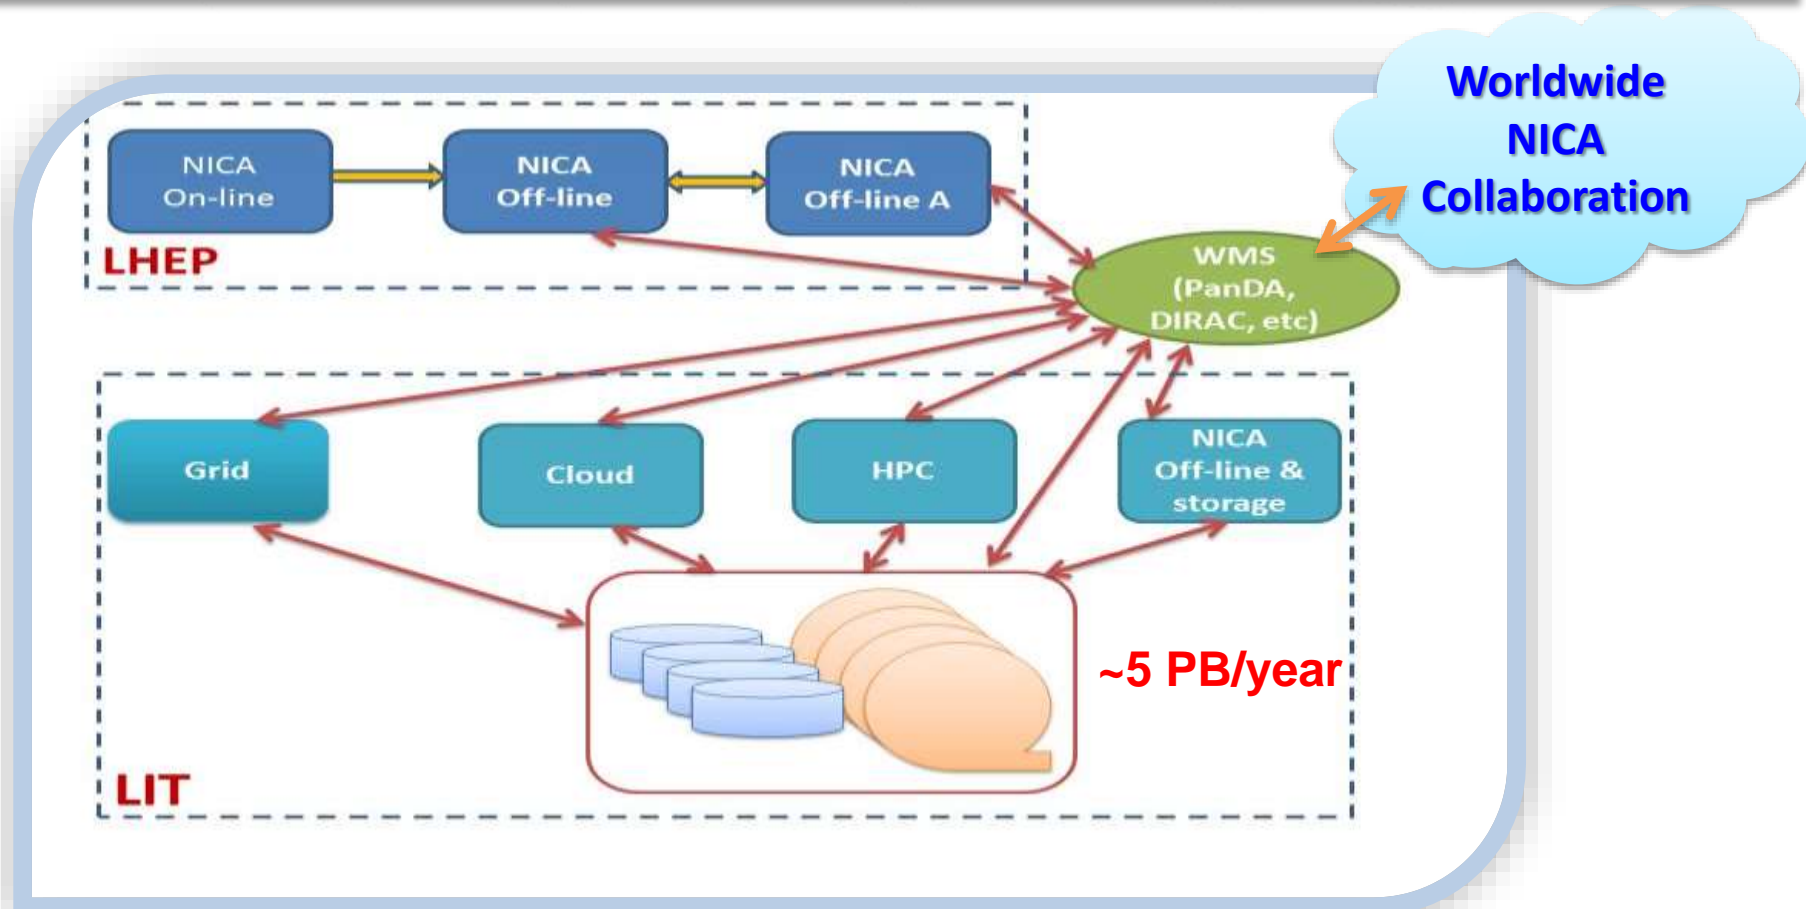 Worldwide
NICA
Collaboration
NICA
On-line
NICA
Off-line
NICA
Off-line A
LHEP
WMS
(PanDA,
DIRAC, etc)
Grid
Cloud
HPC
NICA
Off-line &
storage
~5 PB/year
LIT